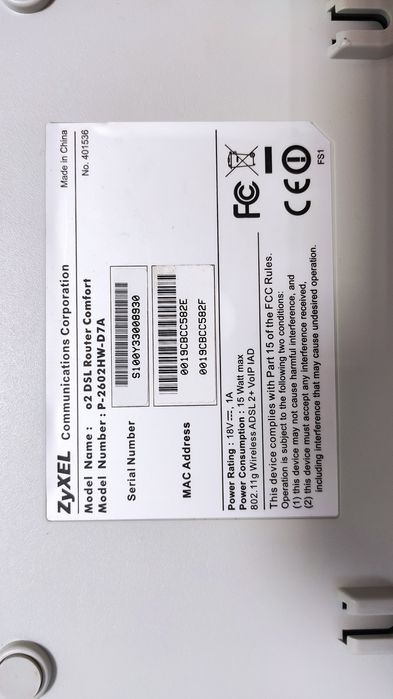 ZyXEL Communications Corporation
Made in China
Model Name : o2 DSL Router Comfort
No. 401536
Model Number : P-2602HW-D7A
Serial Number
S100Y33008930
MAC Address
0019CBCC582E
0019CBCC582F
Power Rating : 18V⎓, 1A
Power Consumption : 15 Watt max
802.11g Wireless ADSL 2+ VoIP IAD
FC
CE
FS1
This device complies with Part 15 of the FCC Rules.
Operation is subject to the following two conditions:
(1) this device may not cause harmful interference, and
(2) this device must accept any interference received,
including interference that may cause undesired operation.